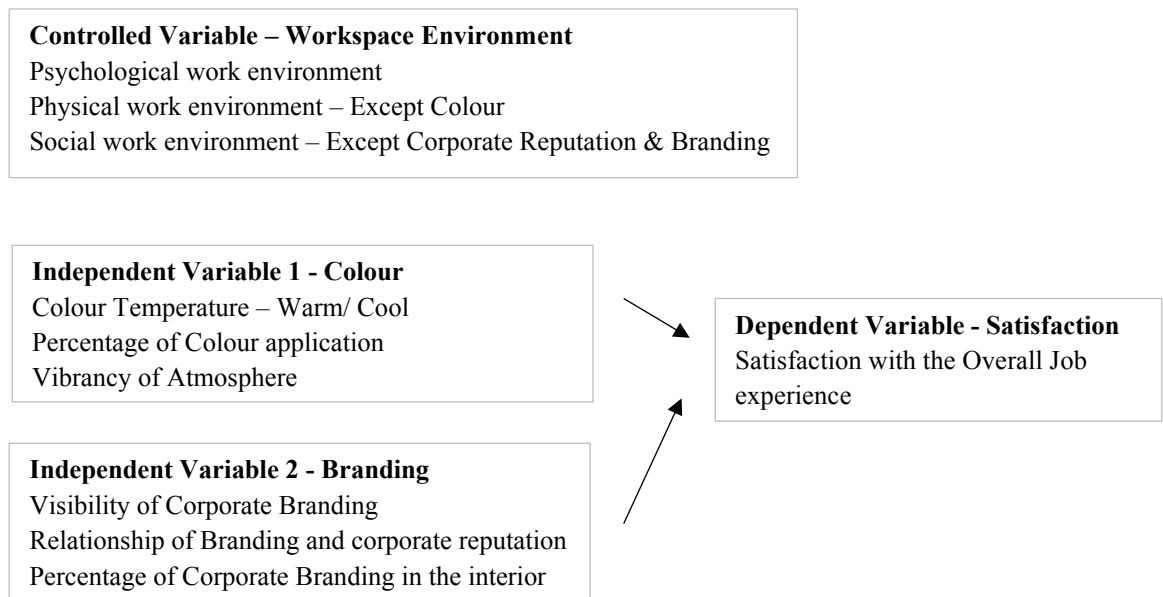 Controlled Variable – Workspace Environment
Psychological work environment
Physical work environment – Except Colour
Social work environment – Except Corporate Reputation & Branding
Independent Variable 1 - Colour
Colour Temperature – Warm/ Cool
Percentage of Colour application
Vibrancy of Atmosphere
Dependent Variable - Satisfaction
Satisfaction with the Overall Job
experience
Independent Variable 2 - Branding
Visibility of Corporate Branding
Relationship of Branding and corporate reputation
Percentage of Corporate Branding in the interior